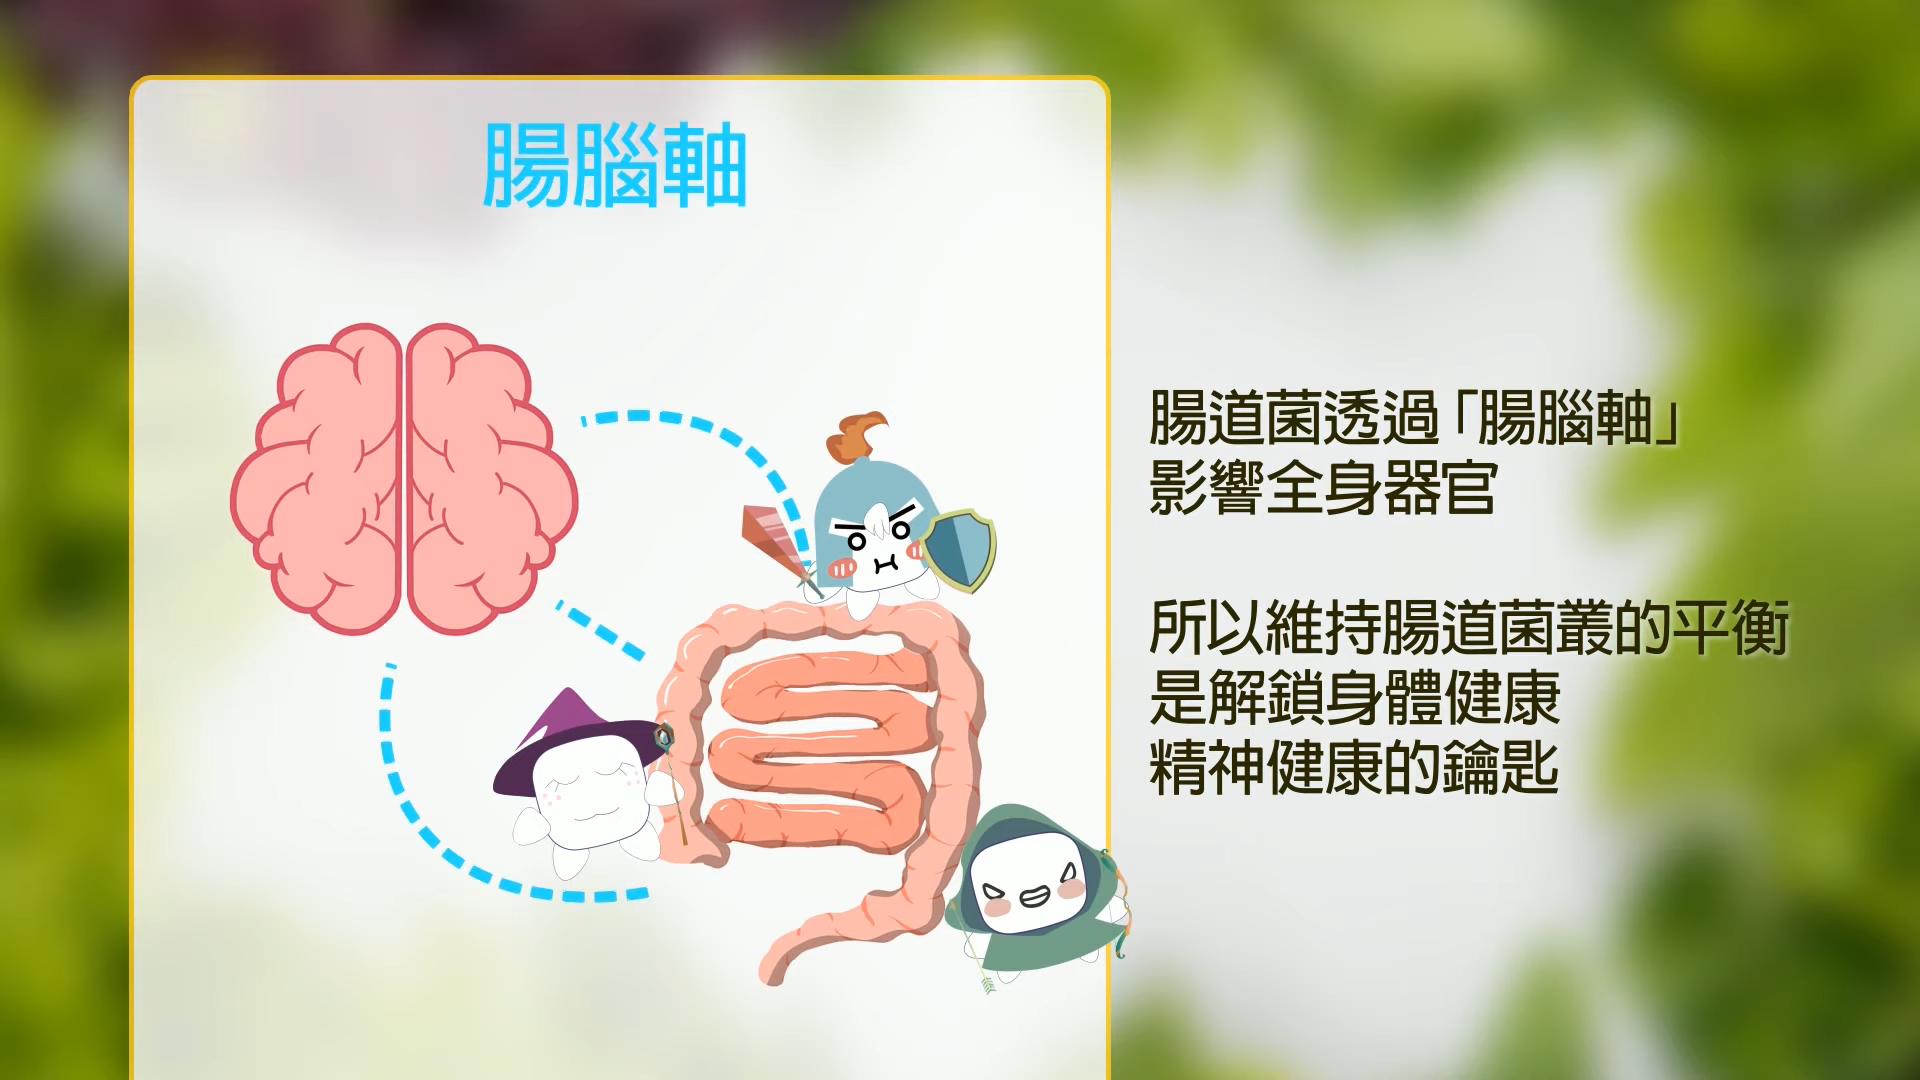 腸腦軸
腸道菌透過「腸腦軸」
影響全身器官
所以維持腸道菌叢的平衡
是解鎖身體健康
精神健康的鑰匙